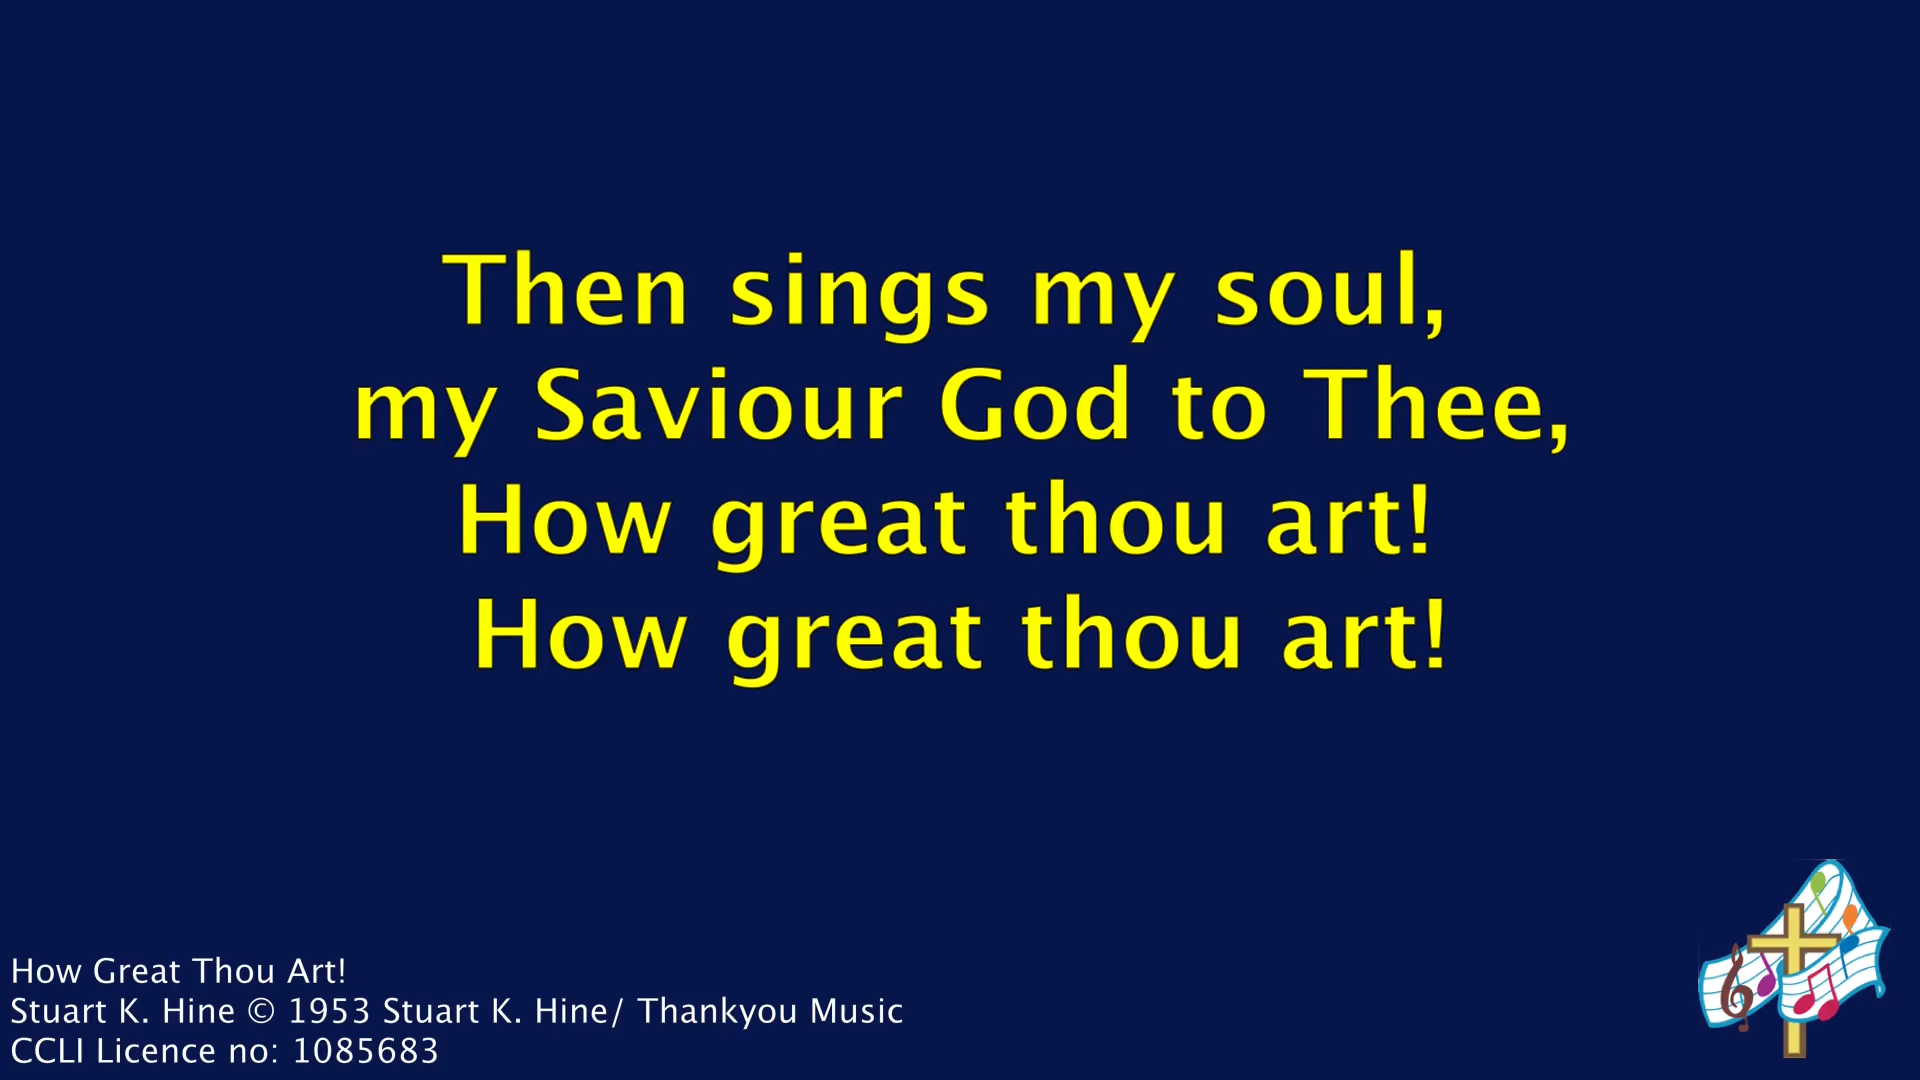 Then sings my soul,
my Saviour God to Thee,
How great thou art!
How great thou art!
How Great Thou Art!
Stuart K. Hine © 1953 Stuart K. Hine/ Thankyou Music
CCLI Licence no: 1085683